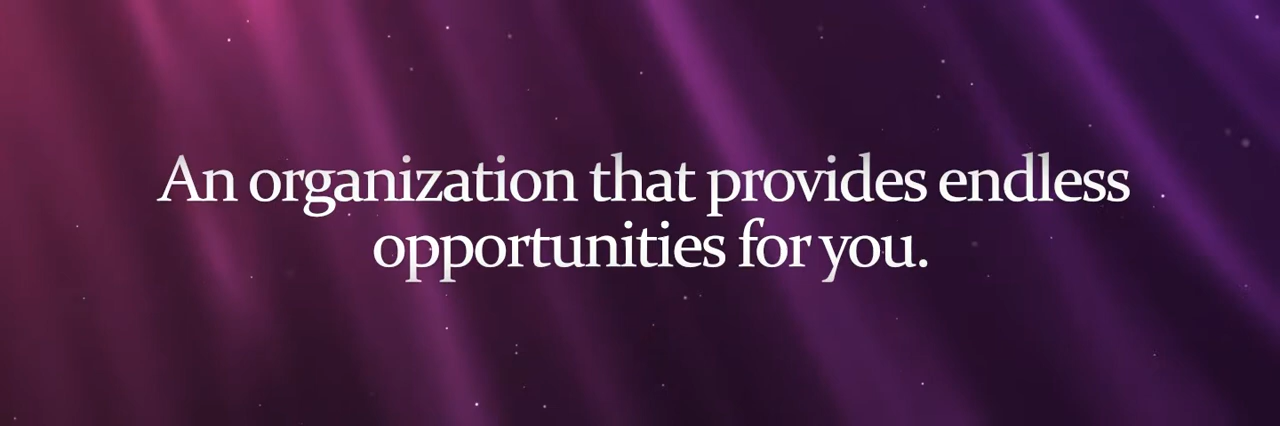 An organization that provides endless
opportunities for you.